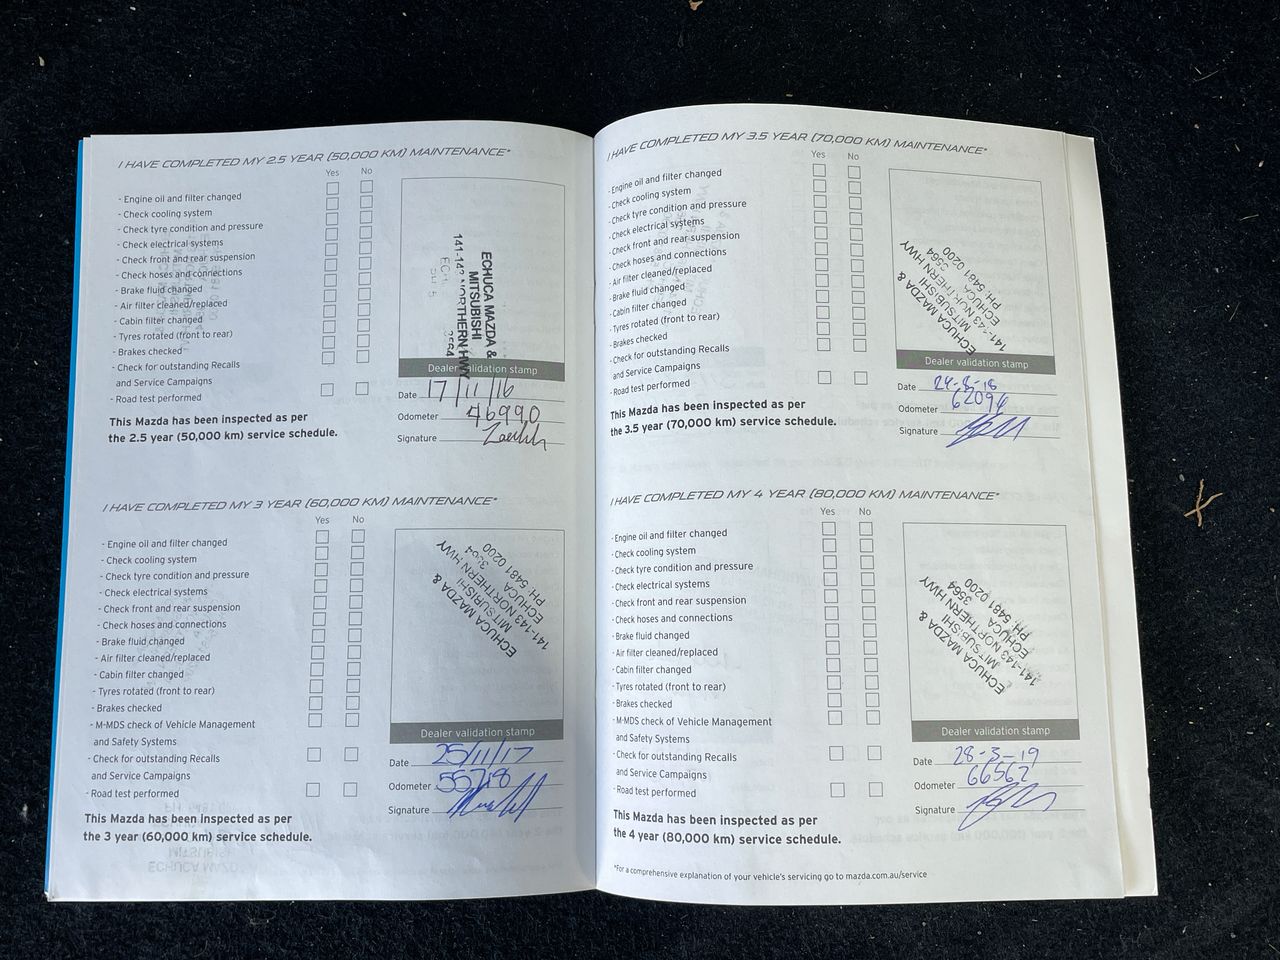 I HAVE COMPLETED MY 2.5 YEAR (50,000 KM) MAINTENANCE*
Yes No
- Engine oil and filter changed
- Check cooling system
- Check tyre condition and pressure
- Check electrical systems
- Check front and rear suspension
- Check hoses and connections
- Brake fluid changed
- Air filter cleaned/replaced
- Cabin filter changed
- Tyres rotated (front to rear)
- Brakes checked
- Check for outstanding Recalls
and Service Campaigns
- Road test performed
This Mazda has been inspected as per
the 2.5 year (50,000 km) service schedule.
ECHUCA MAZDA &
MITSUBISHI
141-143 NORTHERN HWY
3564
Dealer validation stamp
Date 17/11/16
Odometer 46990
Signature
I HAVE COMPLETED MY 3 YEAR (60,000 KM) MAINTENANCE*
Yes No
- Engine oil and filter changed
- Check cooling system
- Check tyre condition and pressure
- Check electrical systems
- Check front and rear suspension
- Check hoses and connections
- Brake fluid changed
- Air filter cleaned/replaced
- Cabin filter changed
- Tyres rotated (front to rear)
- Brakes checked
- M-MDS check of Vehicle Management
and Safety Systems
- Check for outstanding Recalls
and Service Campaigns
- Road test performed
This Mazda has been inspected as per
the 3 year (60,000 km) service schedule.
ECHUCA MAZDA &
MITSUBISHI
141-143 NORTHERN HWY
ECHUCA 3564
PH: 5481 0200
Dealer validation stamp
Date 25/11/17
Odometer 55718
Signature
I HAVE COMPLETED MY 3.5 YEAR (70,000 KM) MAINTENANCE*
Yes No
- Engine oil and filter changed
- Check cooling system
- Check tyre condition and pressure
- Check electrical systems
- Check front and rear suspension
- Check hoses and connections
- Air filter cleaned/replaced
- Brake fluid changed
- Cabin filter changed
- Tyres rotated (front to rear)
- Brakes checked
- Check for outstanding Recalls
and Service Campaigns
- Road test performed
This Mazda has been inspected as per
the 3.5 year (70,000 km) service schedule.
ECHUCA MAZDA &
MITSUBISHI
141-143 NORTHERN HWY
ECHUCA 3564
PH: 5481 0200
Dealer validation stamp
Date 24-8-18
Odometer 62094
Signature
I HAVE COMPLETED MY 4 YEAR (80,000 KM) MAINTENANCE*
Yes No
- Engine oil and filter changed
- Check cooling system
- Check tyre condition and pressure
- Check electrical systems
- Check front and rear suspension
- Check hoses and connections
- Brake fluid changed
- Air filter cleaned/replaced
- Cabin filter changed
- Tyres rotated (front to rear)
- Brakes checked
- M-MDS check of Vehicle Management
and Safety Systems
- Check for outstanding Recalls
and Service Campaigns
- Road test performed
This Mazda has been inspected as per
the 4 year (80,000 km) service schedule.
ECHUCA MAZDA &
MITSUBISHI
141-143 NORTHERN HWY
ECHUCA 3564
PH: 5481 0200
Dealer validation stamp
Date 28-3-19
Odometer 66562
Signature
*For a comprehensive explanation of your vehicle's servicing go to mazda.com.au/service